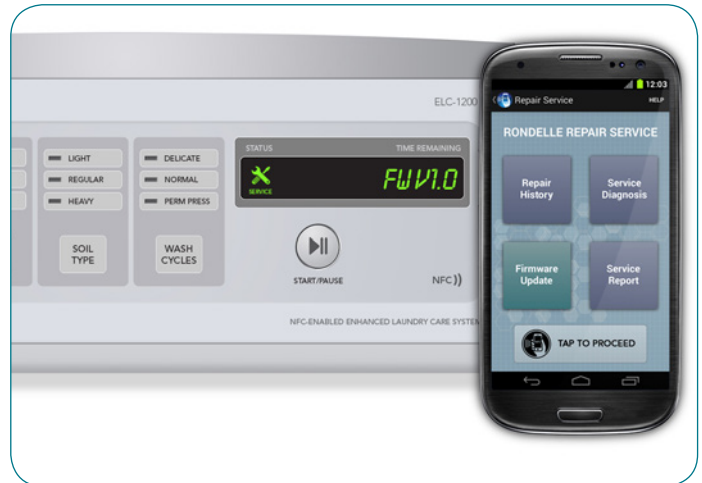 ELC-1200
LIGHT
REGULAR
HEAVY
SOIL
TYPE
DELICATE
NORMAL
PERM PRESS
WASH
CYCLES
STATUS
TIME REMAINING
SERVICE
FW V1.0
START/PAUSE
NFC))
NFC-ENABLED ENHANCED LAUNDRY CARE SYSTEM
12:03
Repair Service
HELP
RONDELLE REPAIR SERVICE
Repair
History
Service
Diagnosis
Firmware
Update
Service
Report
TAP TO PROCEED